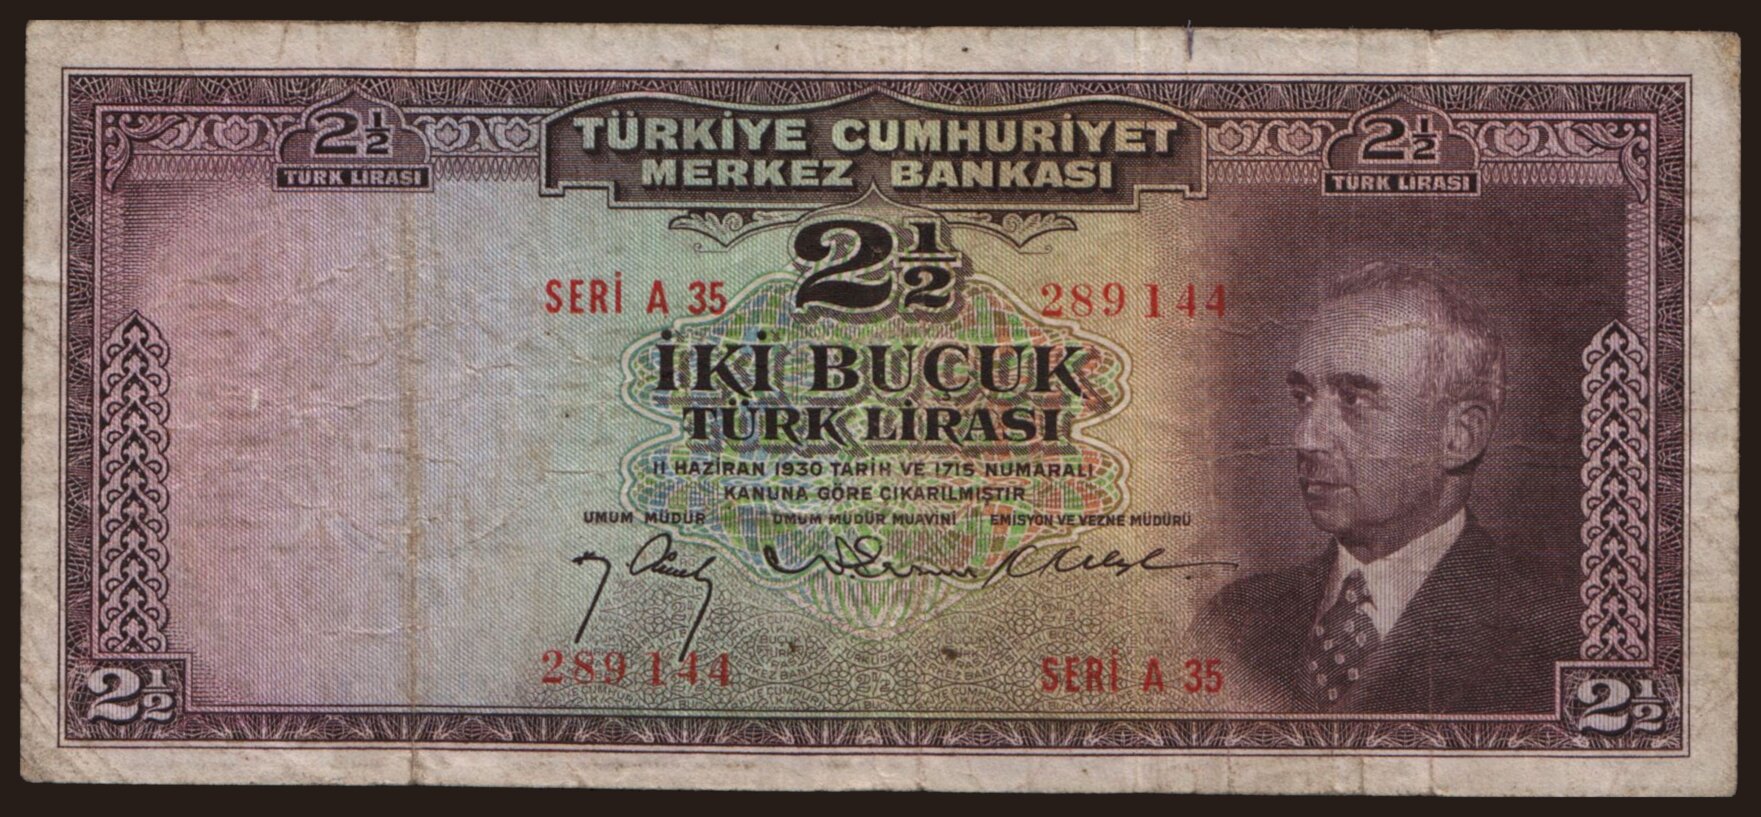 2½ TÜRKİYE CUMHURİYET 2½
TÜRK LİRASI MERKEZ BANKASI TÜRK LİRASI
2½
SERİ A 35 289144
İKİ BUÇUK
TÜRK LİRASI
11 HAZİRAN 1930 TARİH VE 1715 NUMARALI
KANUNA GÖRE ÇIKARILMIŞTIR
UMUM MÜDÜR UMUM MÜDÜR MUAVİNİ EMİSYON VE VEZNE MÜDÜRÜ
289144 SERİ A 35
2½ 2½